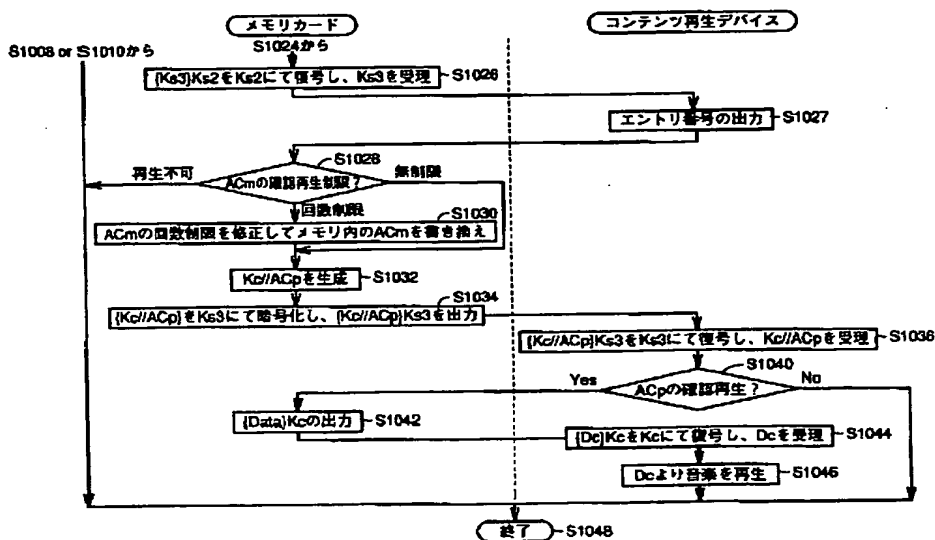 メモリカード
コンテンツ再生デバイス
S1008 or S1010から
S1024から
{Ks3}Ks2をKs2にて復号し、Ks3を受理
S1026
エントリ番号の出力
S1027
S1028
再生不可
ACmの確認再生制限?
無制限
回数制限
S1030
ACmの回数制限を修正してメモリ内のACmを書き換え
Kc//ACpを生成
S1032
S1034
{Kc//ACp}をKs3にて暗号化し、{Kc//ACp}Ks3を出力
{Kc//ACp}Ks3をKs3にて復号し、Kc//ACpを受理
S1036
S1040
Yes
ACpの確認再生?
No
{Data}Kcの出力
S1042
{Dc}KcをKcにて復号し、Dcを受理
S1044
Dcより音楽を再生
S1046
終了
S1048